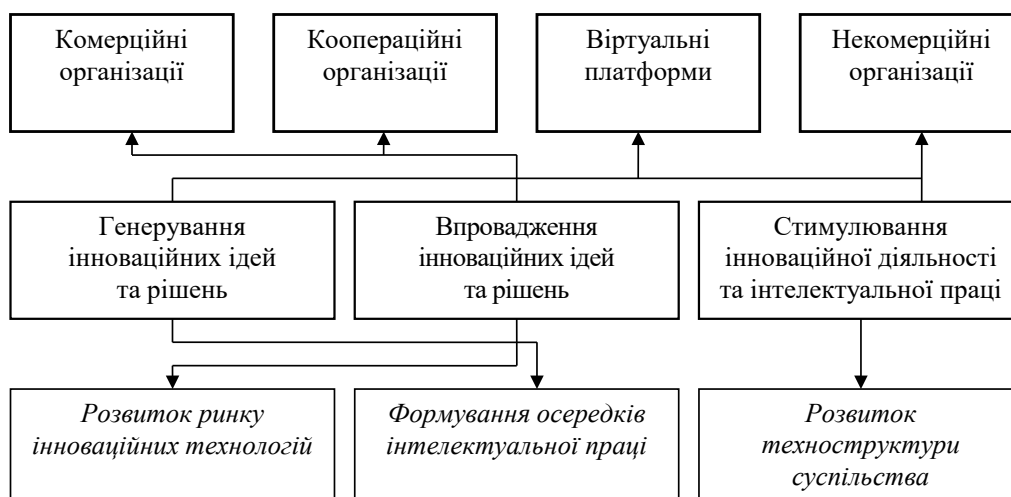 Комерційні
організації
Коопераційні
організації
Віртуальні
платформи
Некомерційні
організації
Генерування
інноваційних ідей
та рішень
Впровадження
інноваційних ідей
та рішень
Стимулювання
інноваційної діяльності
та інтелектуальної праці
Розвиток ринку
інноваційних технологій
Формування осередків
інтелектуальної праці
Розвиток
техноструктури
суспільства